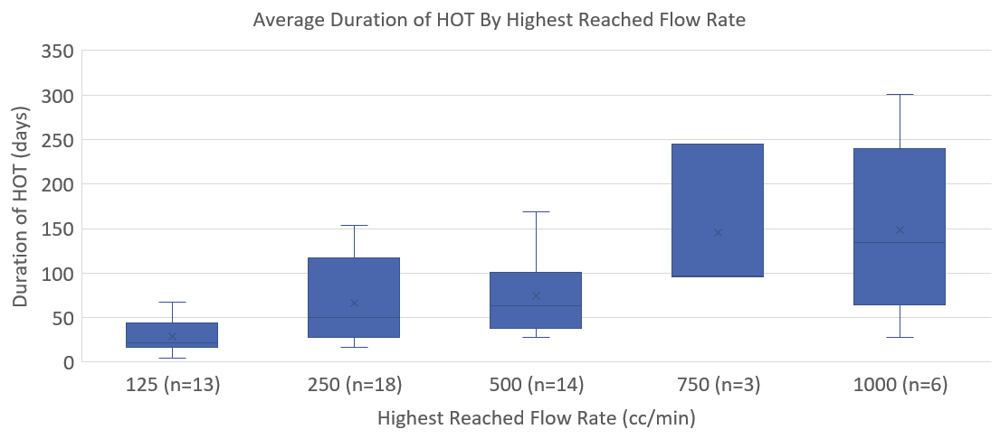 Average Duration of HOT By Highest Reached Flow Rate
Duration of HOT (days)
350
300
250
200
150
100
50
0
125 (n=13) 250 (n=18) 500 (n=14) 750 (n=3) 1000 (n=6)
Highest Reached Flow Rate (cc/min)